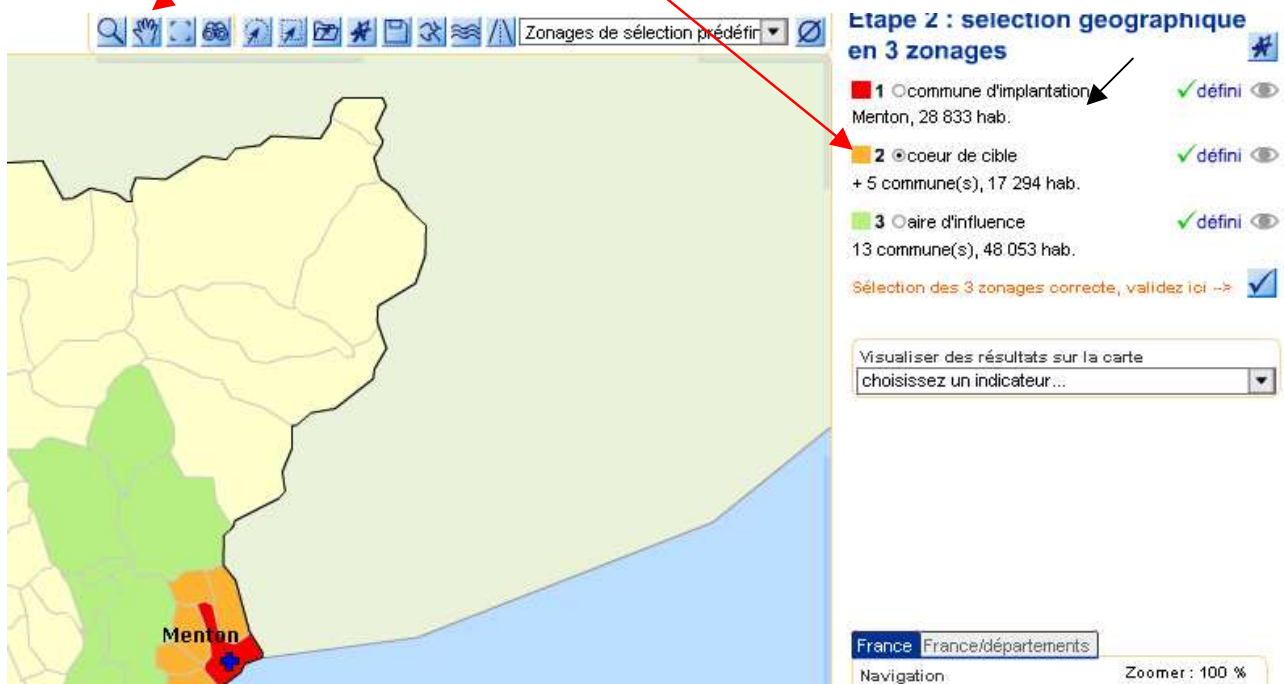 Zonages de sélection prédéfir
Etape 2 : sélection géographique
en 3 zonages
1 commune d'implantation défini
Menton, 28 833 hab.
2 coeur de cible défini
+ 5 commune(s), 17 294 hab.
3 aire d'influence défini
13 commune(s), 48 053 hab.
Sélection des 3 zonages correcte, validez ici -->
Visualiser des résultats sur la carte
choisissez un indicateur...
Menton
France France/départements
Navigation Zoomer : 100 %